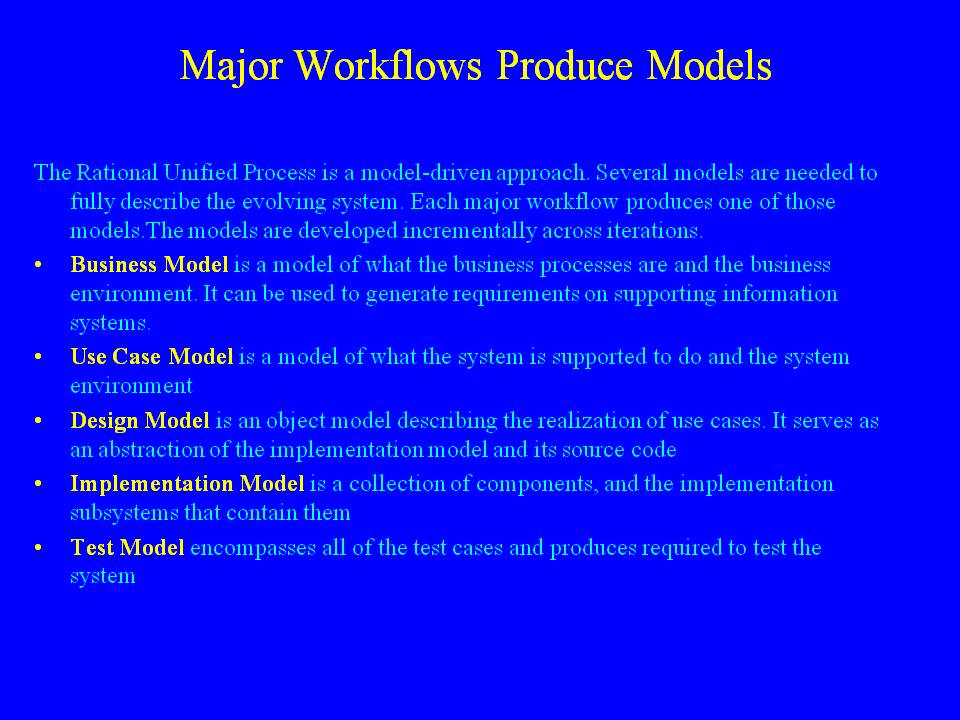 Major Workflows Produce Models
The Rational Unified Process is a model-driven approach. Several models are needed to
fully describe the evolving system. Each major workflow produces one of those
models.The models are developed incrementally across iterations.
• Business Model is a model of what the business processes are and the business
environment. It can be used to generate requirements on supporting information
systems.
• Use Case Model is a model of what the system is supported to do and the system
environment
• Design Model is an object model describing the realization of use cases. It serves as
an abstraction of the implementation model and its source code
• Implementation Model is a collection of components, and the implementation
subsystems that contain them
• Test Model encompasses all of the test cases and produces required to test the
system